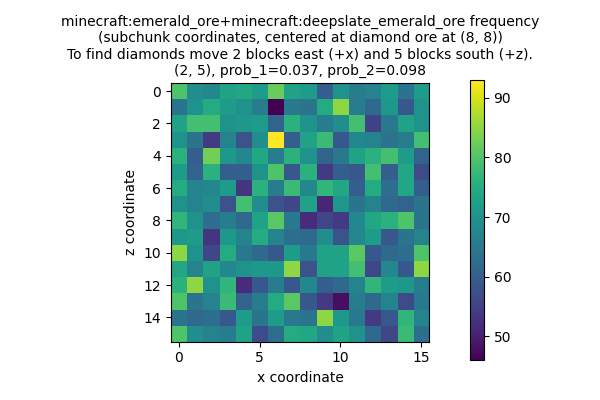 minecraft:emerald_ore+minecraft:deepslate_emerald_ore frequency
(subchunk coordinates, centered at diamond ore at (8, 8))
To find diamonds move 2 blocks east (+x) and 5 blocks south (+z).
(2, 5), prob_1=0.037, prob_2=0.098
0
2
4
6
8
10
12
14
z coordinate
0 5 10 15
x coordinate
90
80
70
60
50